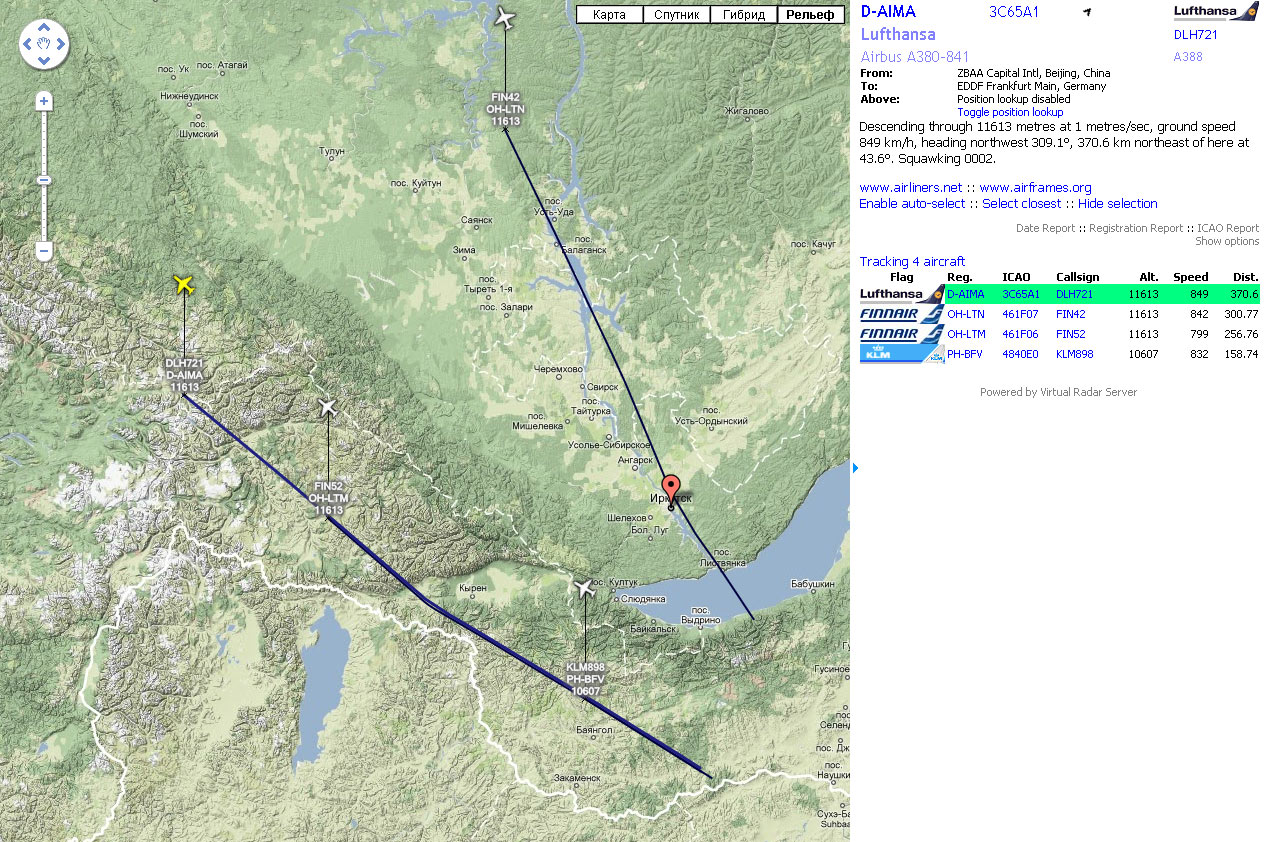 Карта
Спутник
Гибрид
Рельеф
пос. Ук
пос. Атагай
Нижнеудинск
пос.
Шумский
Тулун
пос. Куйтун
Саянск
Зима
пос.
Тыреть 1-я
пос. Залари
FIN42
OH-LTN
11613
Жигалово
пос.
Усть-Уда
пос.
Балаганск
пос. Качуг
DLH721
D-AIMA
11613
Черемхово
Свирск
пос.
Тайтурка
пос.
Мишелевка
Усолье-Сибирское
Ангарск
пос.
Усть-Ордынский
FIN52
OH-LTM
11613
Иркутск
Шелехов
Бол. Луг
пос.
Листвянка
Кырен
пос. Култук
Слюдянка
Байкальск
пос.
Выдрино
Бабушкин
KLM898
PH-BFV
10607
Баянгол
Закаменск
пос.
Наушки
D-AIMA
3C65A1
Lufthansa
Lufthansa
DLH721
Airbus A380-841
A388
From: ZBAA Capital Intl, Beijing, China
To: EDDF Frankfurt Main, Germany
Above: Position lookup disabled
Toggle position lookup
Descending through 11613 metres at 1 metres/sec, ground speed
849 km/h, heading northwest 309.1º, 370.6 km northeast of here at
43.6º. Squawking 0002.
www.airliners.net :: www.airframes.org
Enable auto-select :: Select closest :: Hide selection
Date Report :: Registration Report :: ICAO Report
Show options
Tracking 4 aircraft
Flag Reg. ICAO Callsign Alt. Speed Dist.
Lufthansa D-AIMA 3C65A1 DLH721 11613 849 370.6
FINNAIR OH-LTN 461F07 FIN42 11613 842 300.77
FINNAIR OH-LTM 461F06 FIN52 11613 799 256.76
KLM KLM PH-BFV 4840E0 KLM898 10607 832 158.74
Powered by Virtual Radar Server